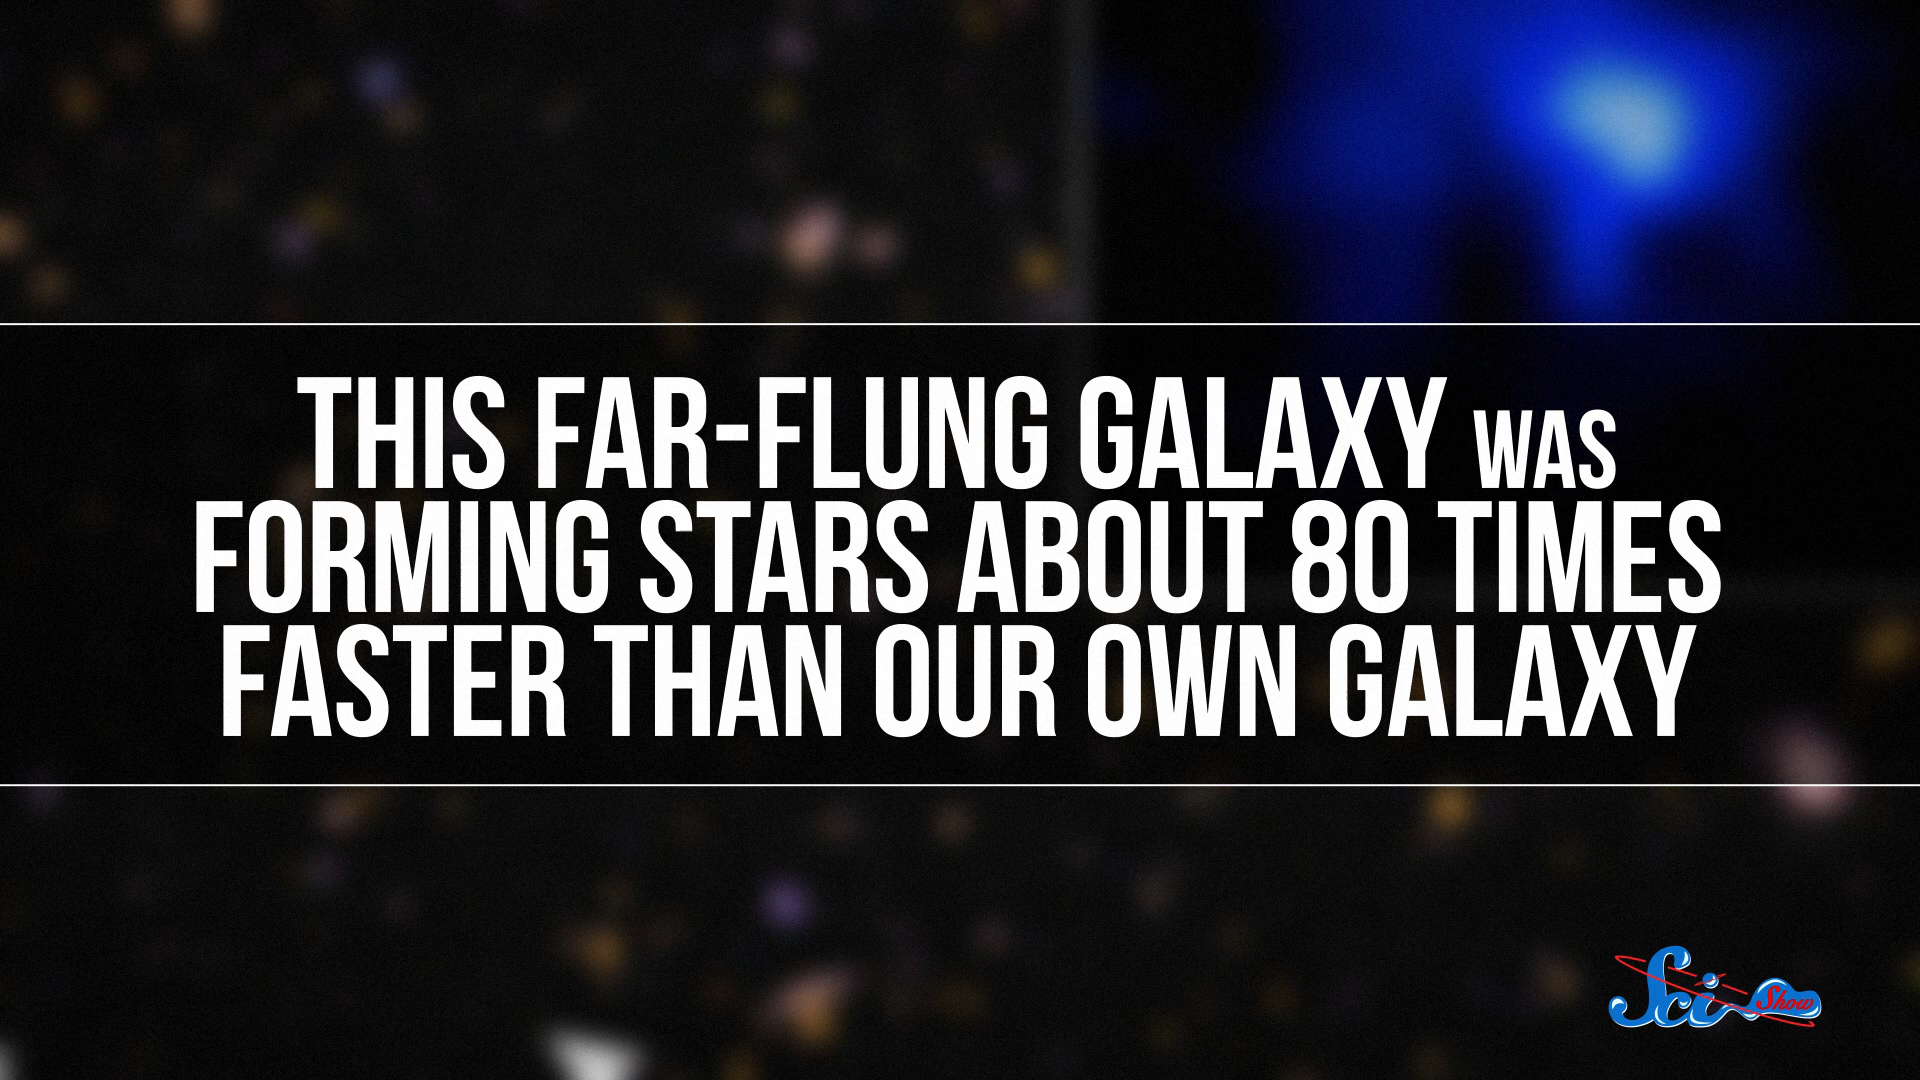 THIS FAR-FLUNG GALAXY WAS
FORMING STARS ABOUT 80 TIMES
FASTER THAN OUR OWN GALAXY
Sci Show